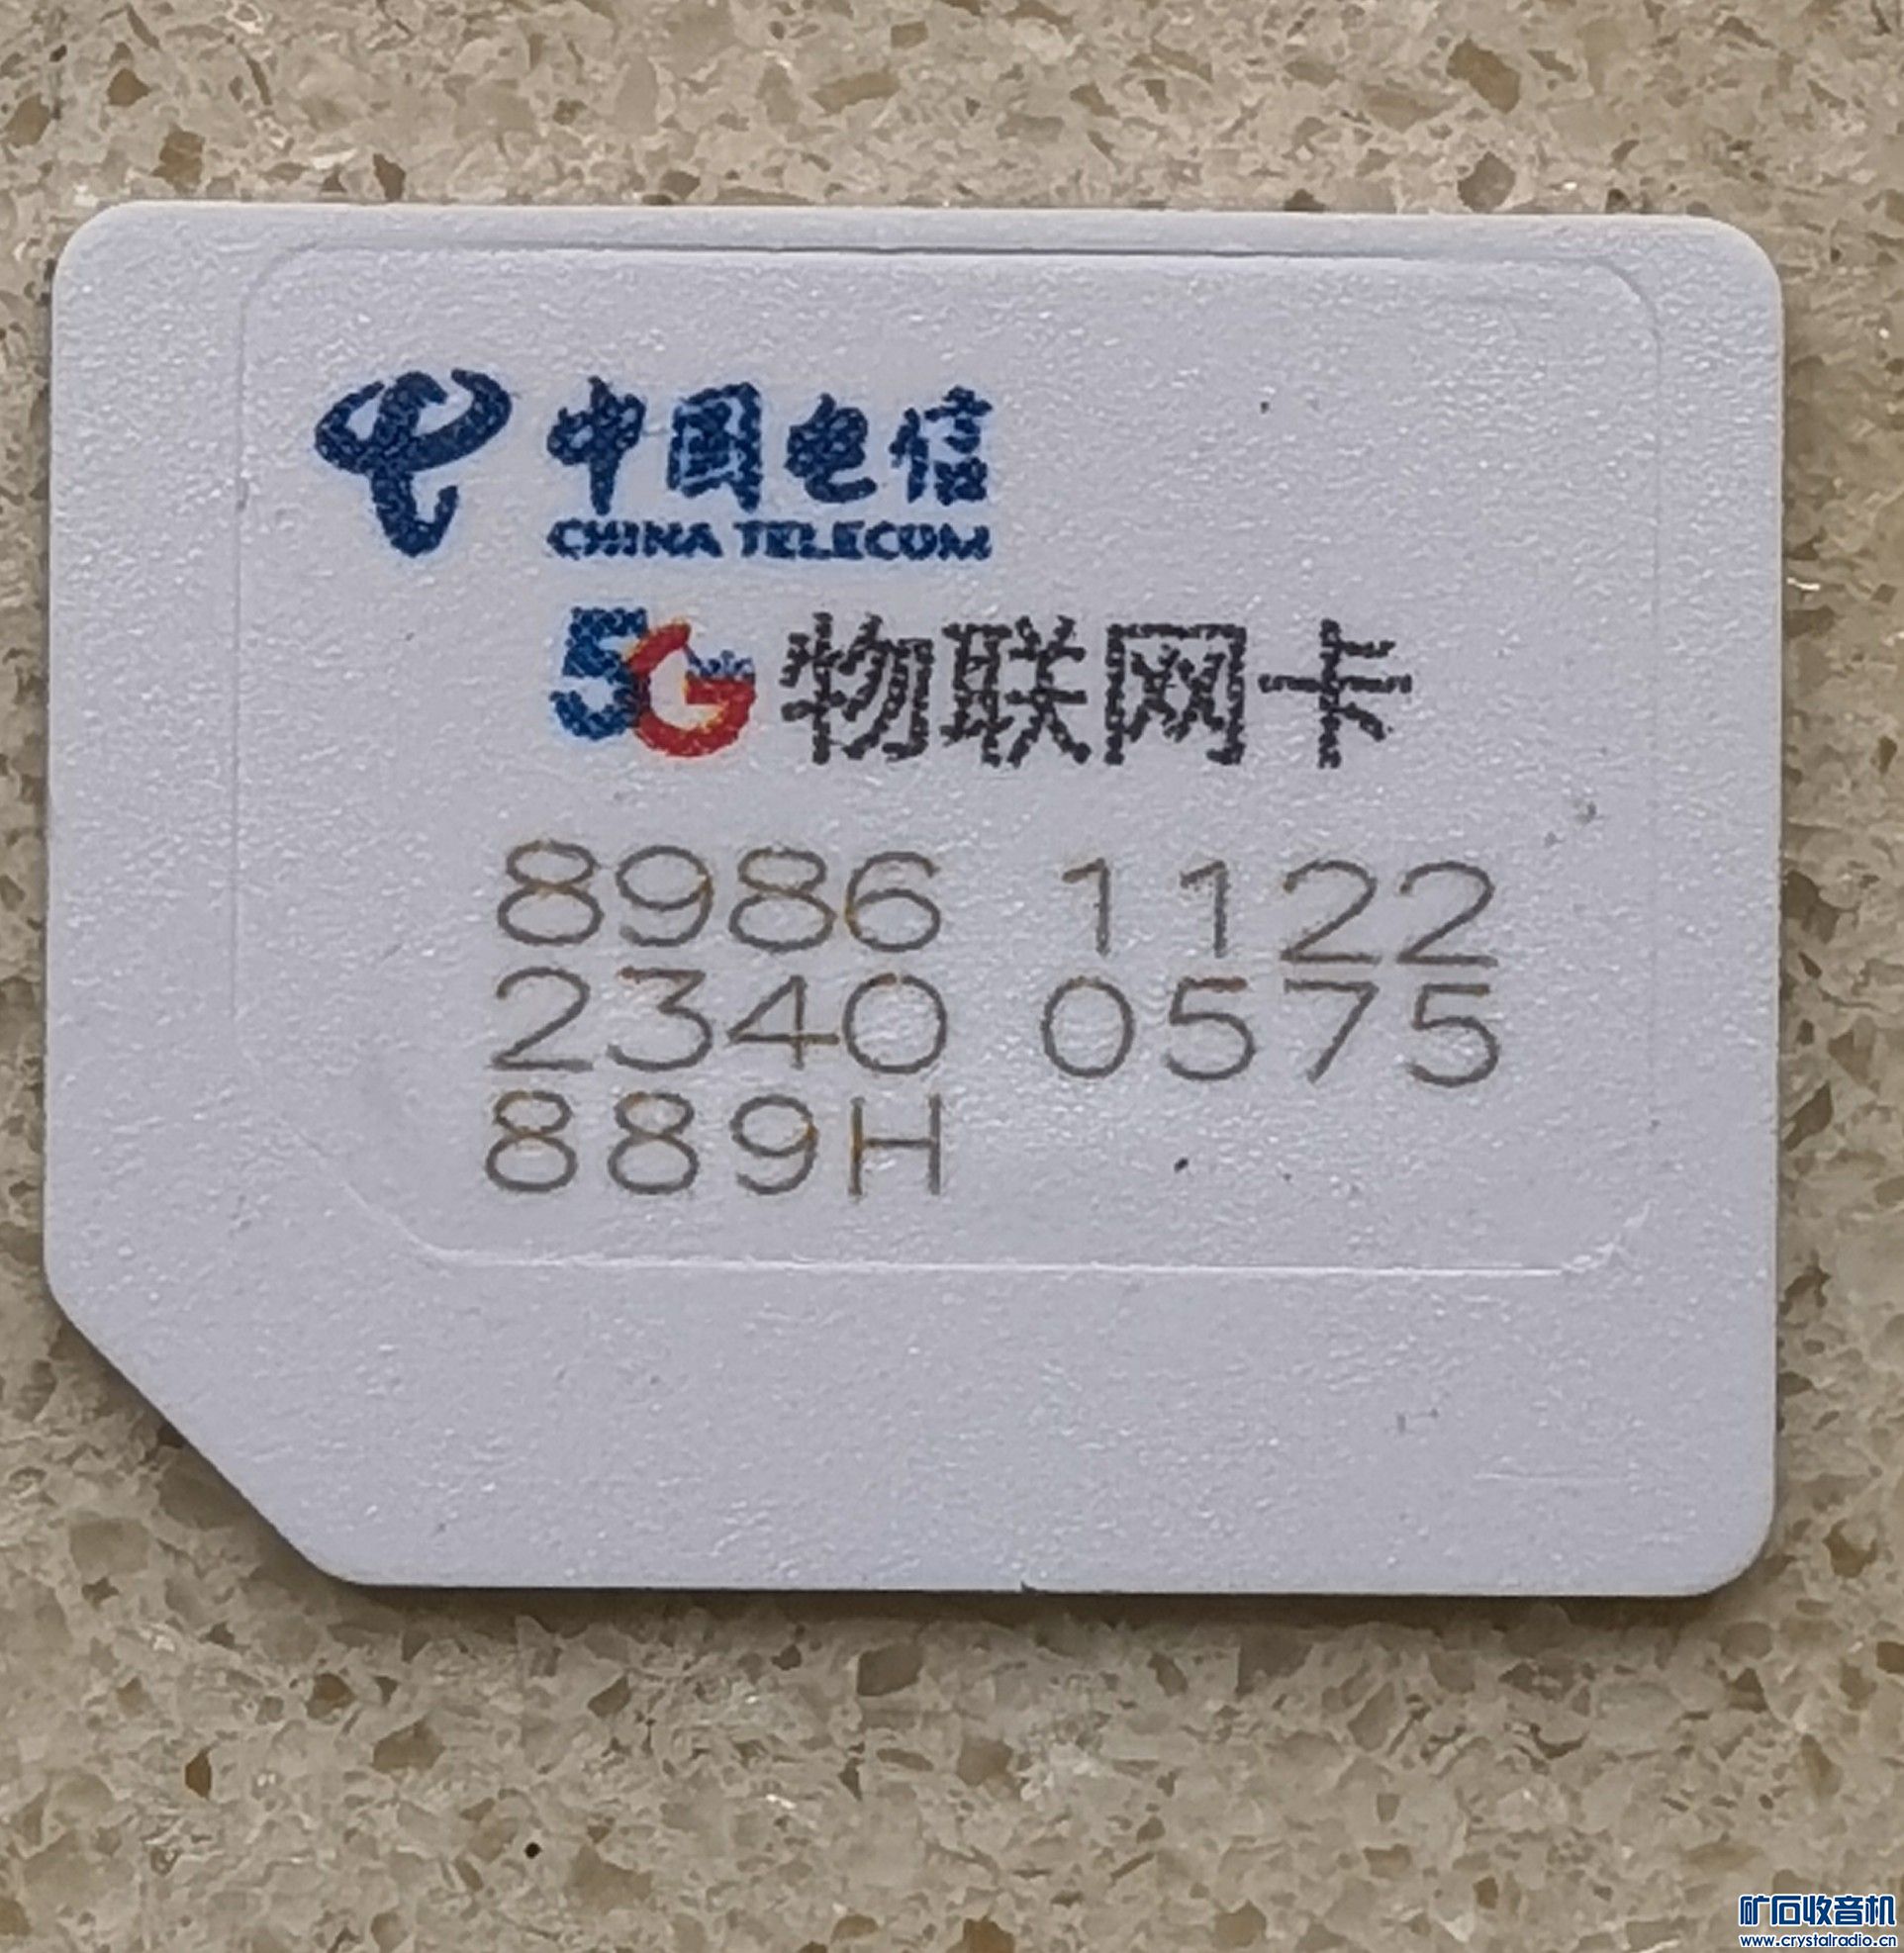 中国电信
CHINA TELECOM
5G物联网卡
8986 1122
2340 0575
889H
矿石收音机
www.crystalradio.cn